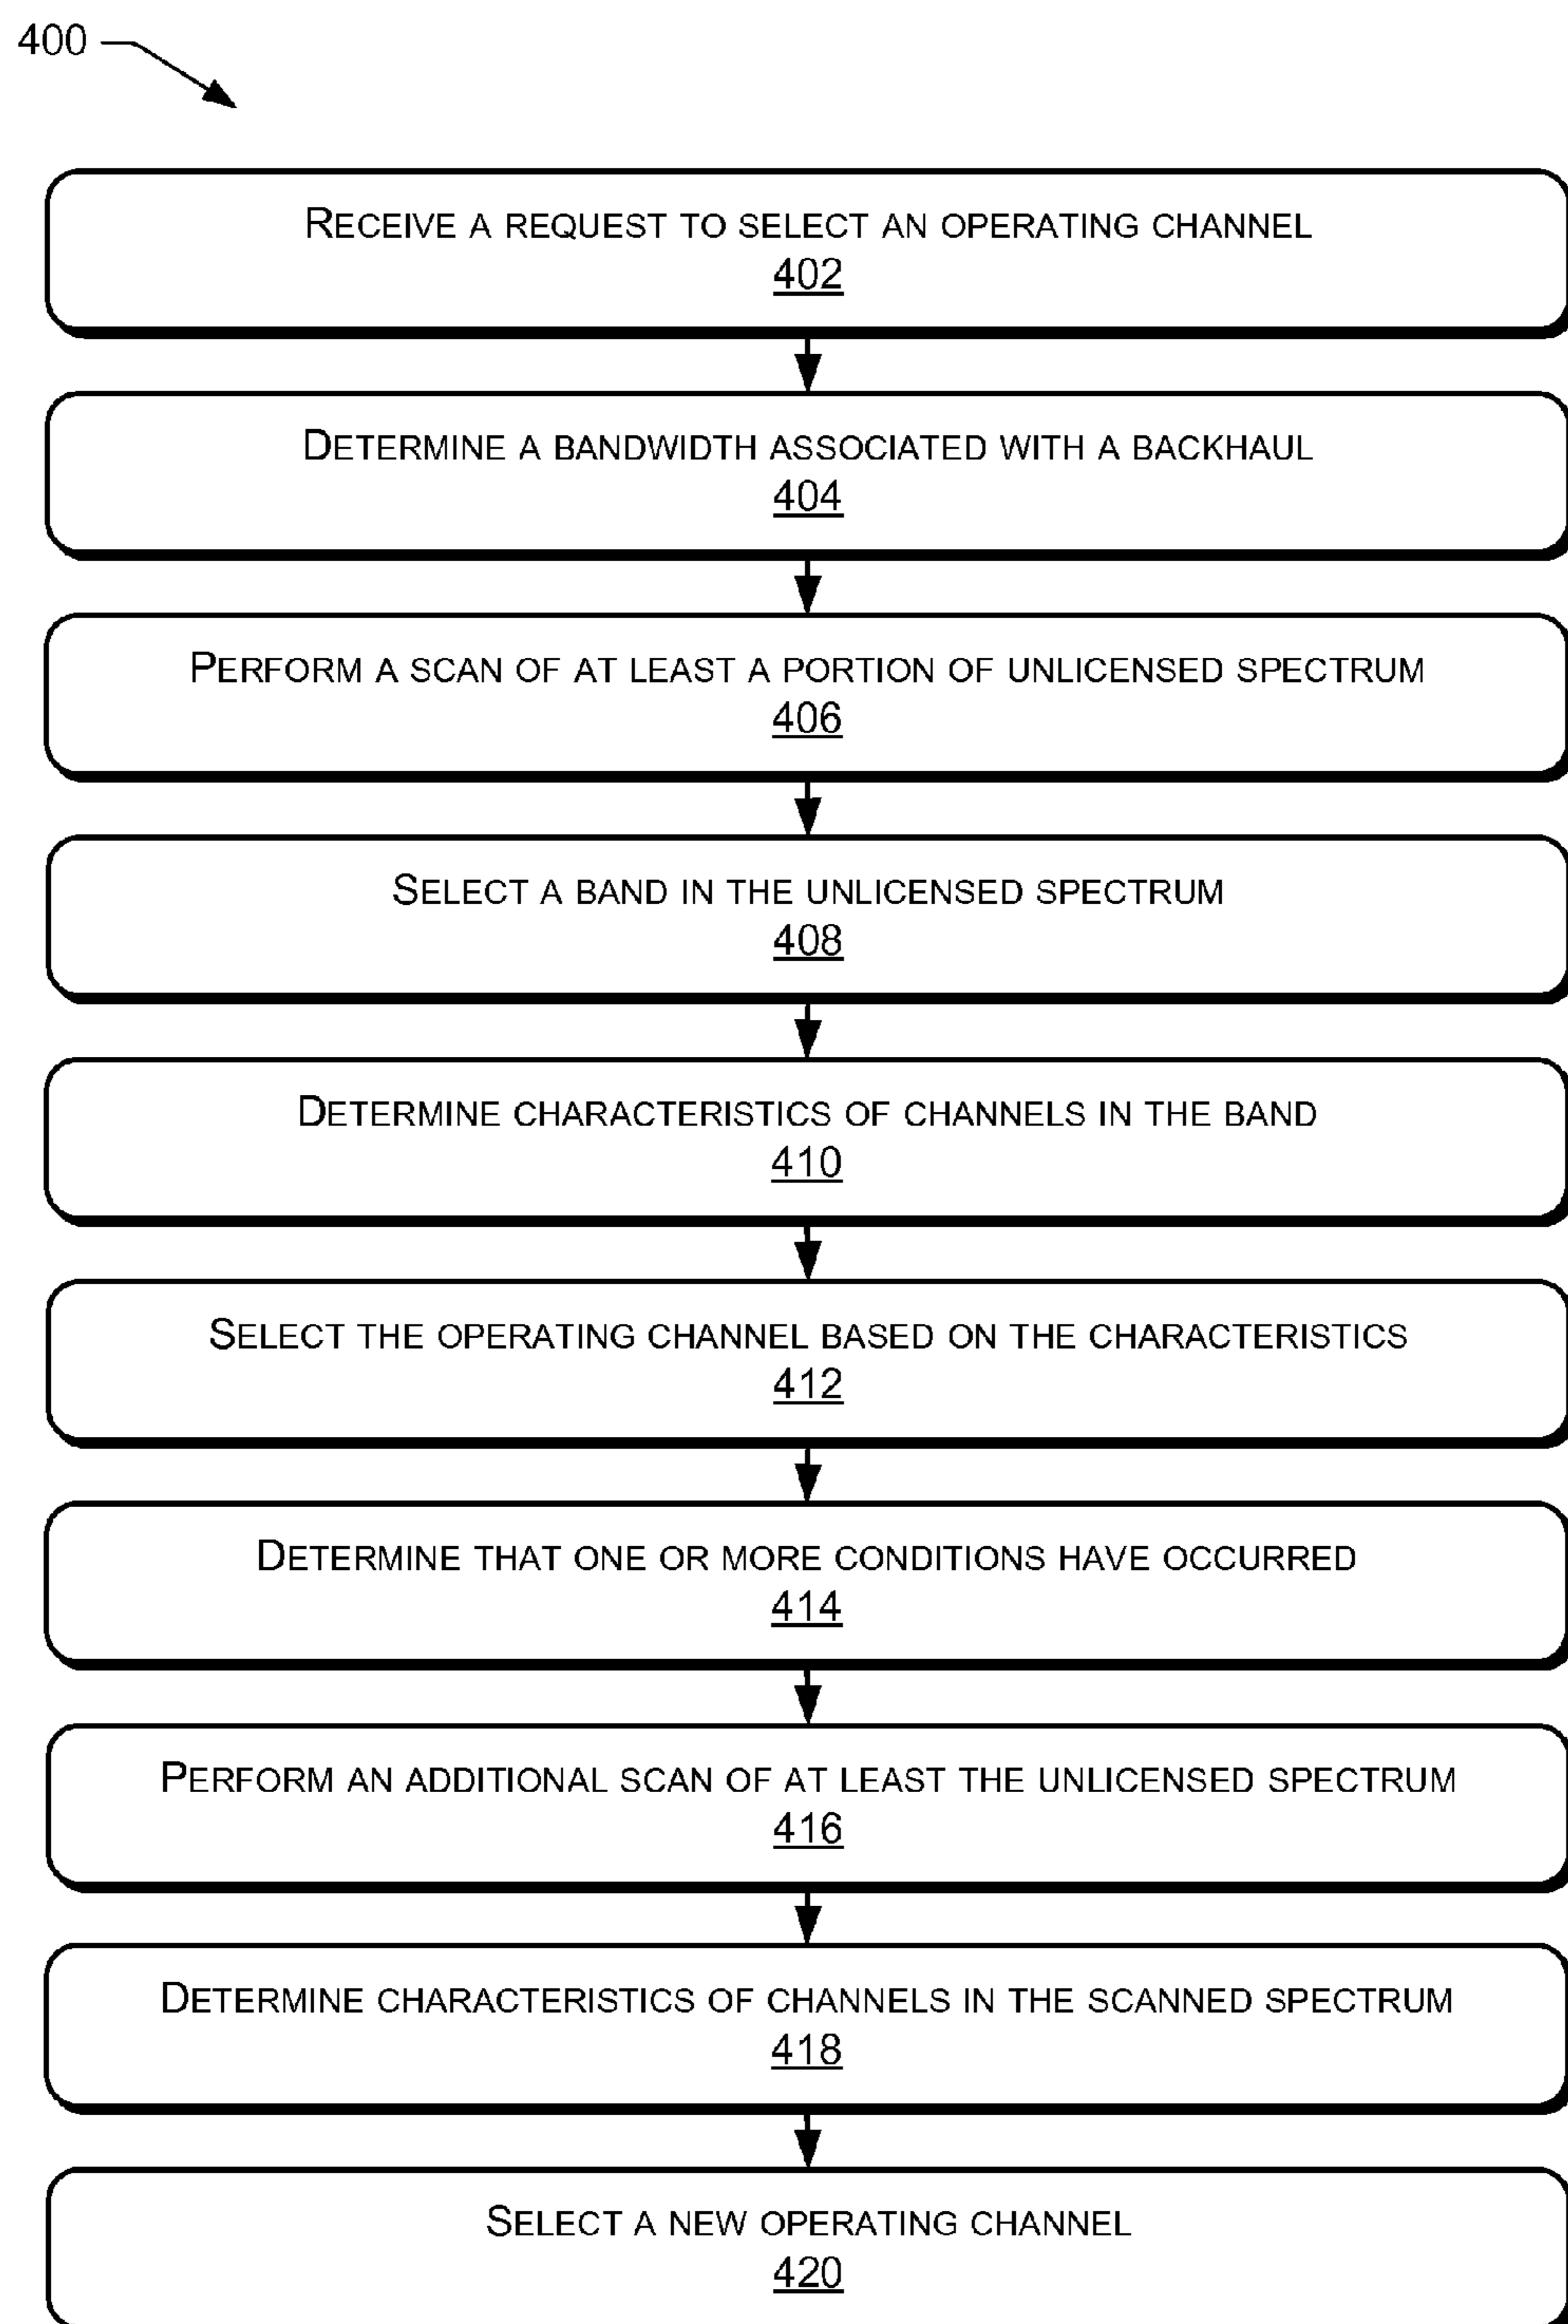 400
RECEIVE A REQUEST TO SELECT AN OPERATING CHANNEL
402
DETERMINE A BANDWIDTH ASSOCIATED WITH A BACKHAUL
404
PERFORM A SCAN OF AT LEAST A PORTION OF UNLICENSED SPECTRUM
406
SELECT A BAND IN THE UNLICENSED SPECTRUM
408
DETERMINE CHARACTERISTICS OF CHANNELS IN THE BAND
410
SELECT THE OPERATING CHANNEL BASED ON THE CHARACTERISTICS
412
DETERMINE THAT ONE OR MORE CONDITIONS HAVE OCCURRED
414
PERFORM AN ADDITIONAL SCAN OF AT LEAST THE UNLICENSED SPECTRUM
416
DETERMINE CHARACTERISTICS OF CHANNELS IN THE SCANNED SPECTRUM
418
SELECT A NEW OPERATING CHANNEL
420